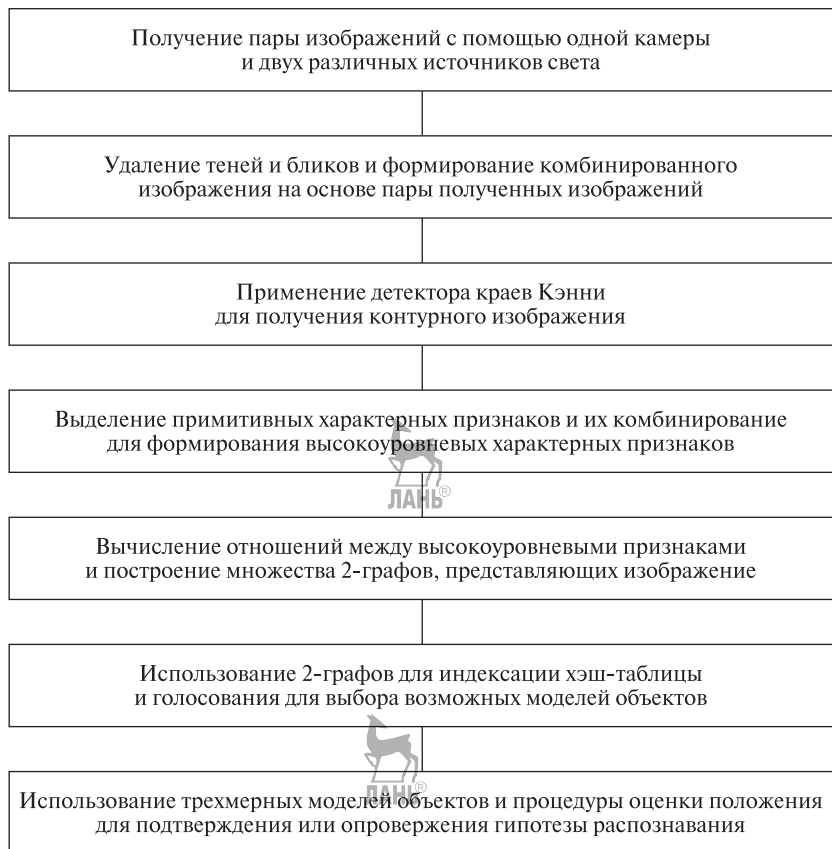 Получение пары изображений с помощью одной камеры
и двух различных источников света
Удаление теней и бликов и формирование комбинированного
изображения на основе пары полученных изображений
Применение детектора краев Кэнни
для получения контурного изображения
Выделение примитивных характерных признаков и их комбинирование
для формирования высокоуровневых характерных признаков
ЛАНЬ®
Вычисление отношений между высокоуровневыми признаками
и построение множества 2-графов, представляющих изображение
Использование 2-графов для индексации хэш-таблицы
и голосования для выбора возможных моделей объектов
ЛАНЬ®
Использование трехмерных моделей объектов и процедуры оценки положения
для подтверждения или опровержения гипотезы распознавания